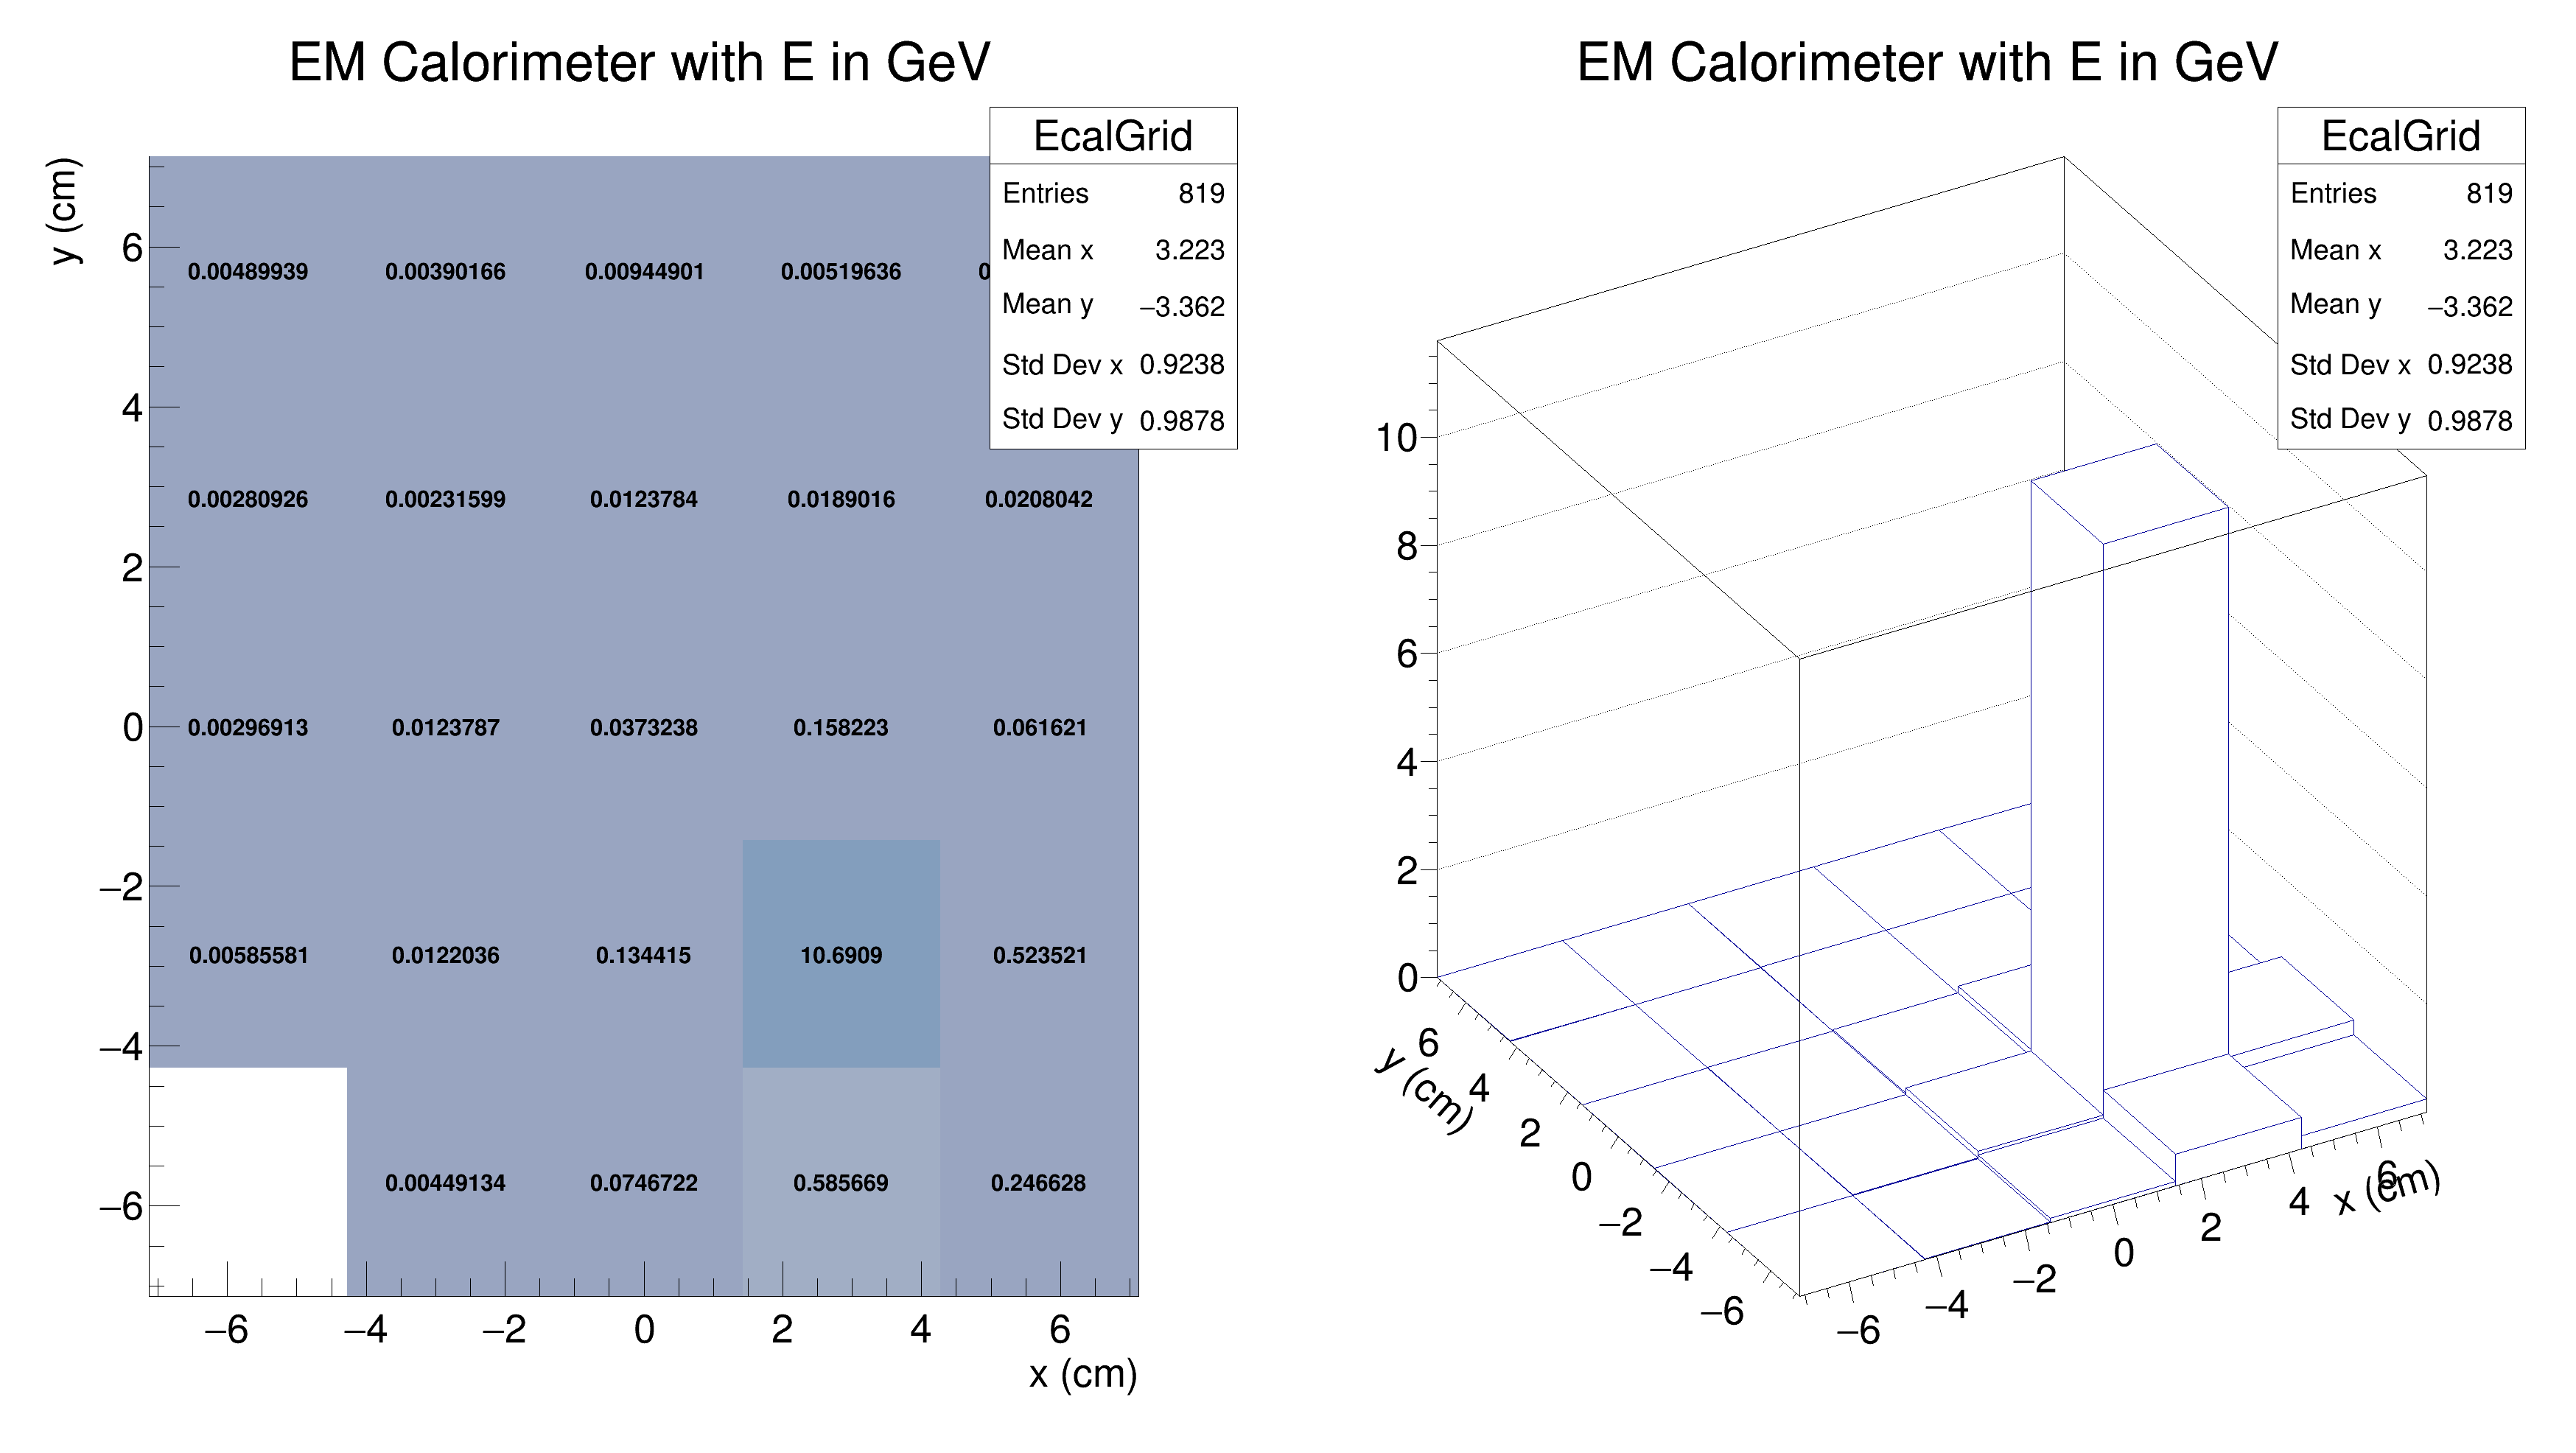 EM Calorimeter with E in GeV
EcalGrid
Entries 819
Mean x 3.223
Mean y −3.362
Std Dev x 0.9238
Std Dev y 0.9878
y (cm)
6
4
2
0
−2
−4
−6
0.00489939 0.00390166 0.00944901 0.00519636
0.00280926 0.00231599 0.0123784 0.0189016 0.0208042
0.00296913 0.0123787 0.0373238 0.158223 0.061621
0.00585581 0.0122036 0.134415 10.6909 0.523521
0.00449134 0.0746722 0.585669 0.246628
−6 −4 −2 0 2 4 6
x (cm)
EM Calorimeter with E in GeV
EcalGrid
Entries 819
Mean x 3.223
Mean y −3.362
Std Dev x 0.9238
Std Dev y 0.9878
10
8
6
4
2
0
y (cm)
6
4
2
0
−2
−4
−6
−6 −4 −2 0 2 4 6
x (cm)